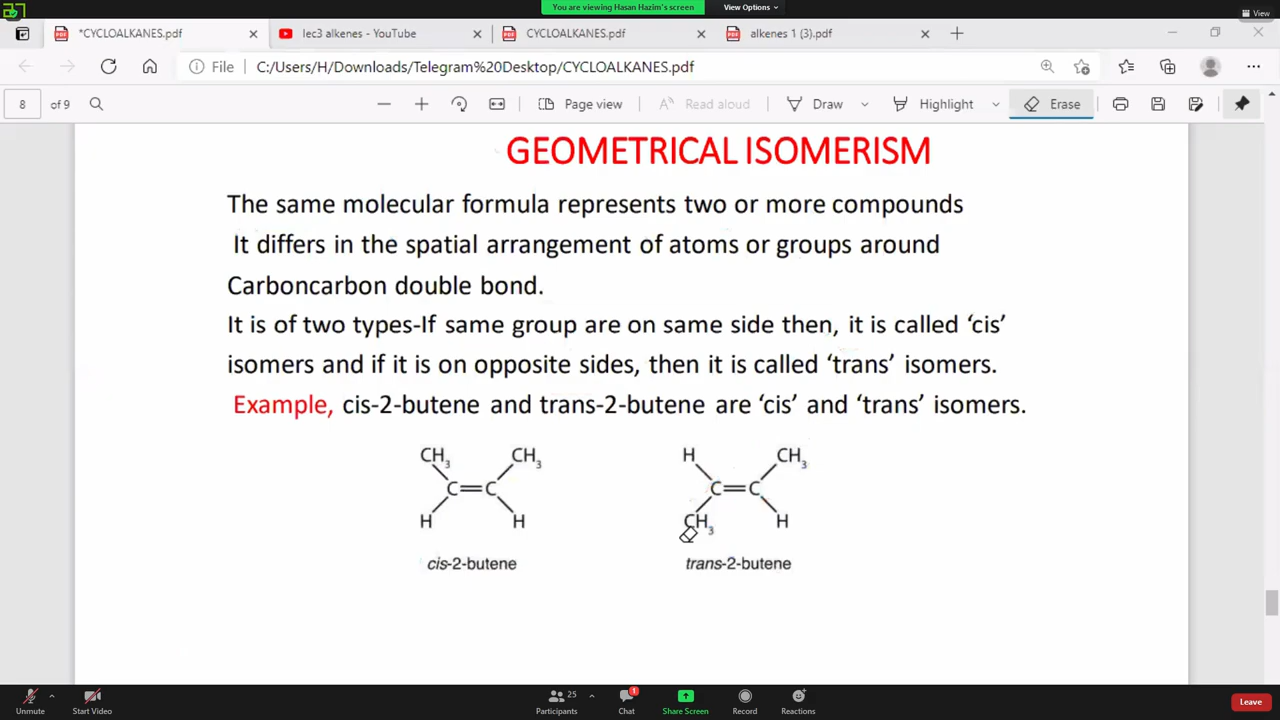 You are viewing Hasan Hazim's screen
View Options
View
*CYCLOALKANES.pdf
lec3 alkenes - YouTube
CYCLOALKANES.pdf
alkenes 1 (3).pdf
File
C:/Users/H/Downloads/Telegram%20Desktop/CYCLOALKANES.pdf
8 of 9
Page view
Read aloud
Draw
Highlight
Erase
GEOMETRICAL ISOMERISM
The same molecular formula represents two or more compounds
It differs in the spatial arrangement of atoms or groups around
Carboncarbon double bond.
It is of two types-If same group are on same side then, it is called ‘cis’
isomers and if it is on opposite sides, then it is called ‘trans’ isomers.
Example, cis-2-butene and trans-2-butene are ‘cis’ and ‘trans’ isomers.
CH3 CH3
C=C
H H
cis-2-butene
H CH3
C=C
CH3 H
trans-2-butene
Unmute
Start Video
25
Participants
1
Chat
Share Screen
Record
Reactions
Leave